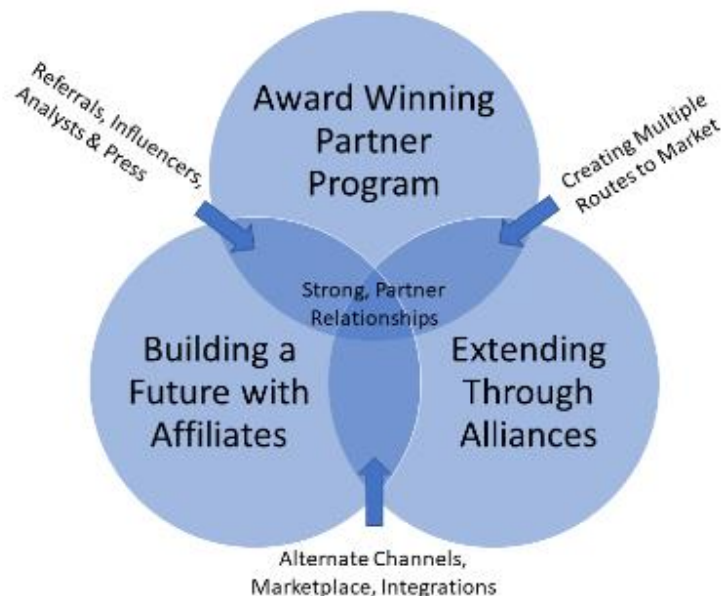 Award Winning
Partner
Program
Referrals, Influencers,
Analysts & Press
Creating Multiple
Routes to Market
Strong, Partner
Relationships
Building a
Future with
Affiliates
Extending
Through
Alliances
Alternate Channels,
Marketplace, Integrations